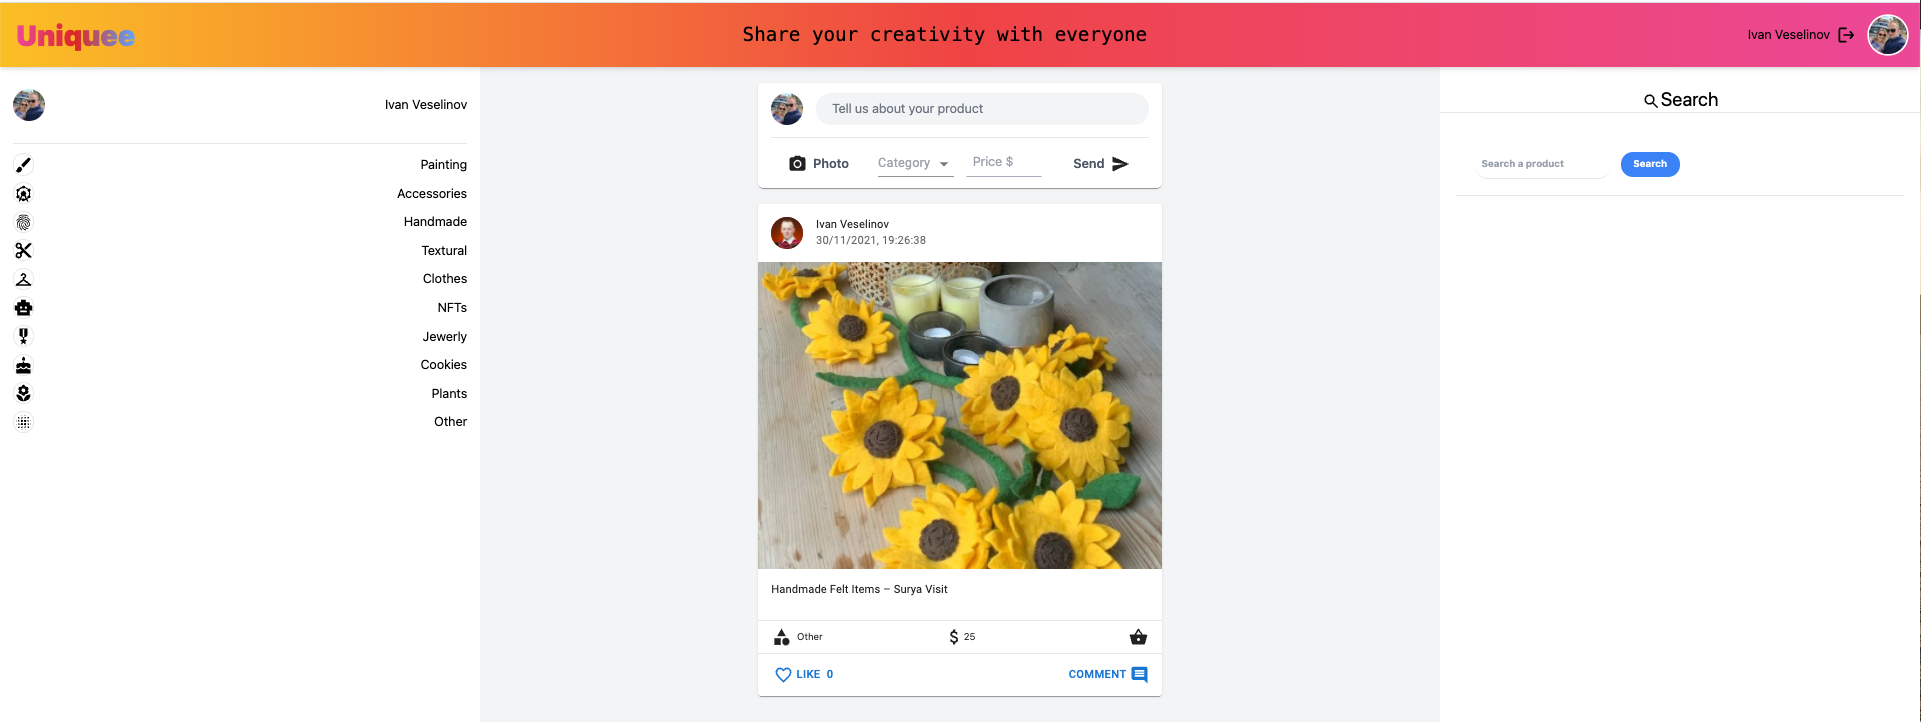 Uniquee
Share your creativity with everyone
Ivan Veselinov
Ivan Veselinov
Painting
Accessories
Handmade
Textural
Clothes
NFTs
Jewerly
Cookies
Plants
Other
Tell us about your product
Photo Category Price $ Send
Ivan Veselinov
30/11/2021, 19:26:38
Handmade Felt Items – Surya Visit
Other $ 25
LIKE 0 COMMENT
Search
Search a product Search